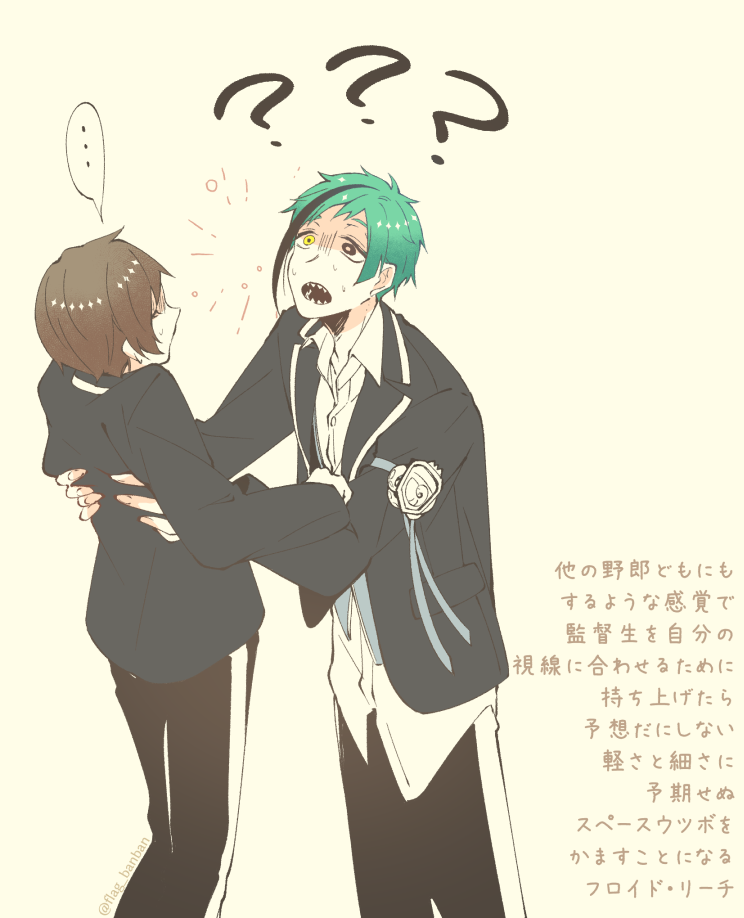 ???
...
他の野郎どもにも
するような感覚で
監督生を自分の
視線に合わせるために
持ち上げたら
予想だにしない
軽さと細さに
予期せぬ
スペースウツボを
かますことになる
フロイド・リーチ
@flag_banban